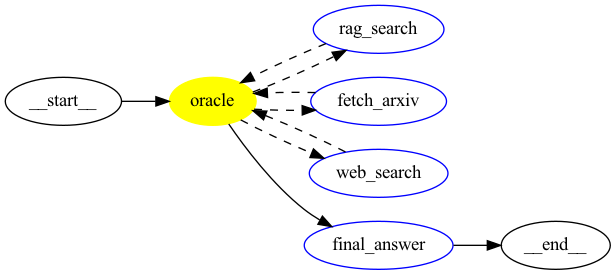 rag_search
__start__
oracle
fetch_arxiv
web_search
final_answer
__end__